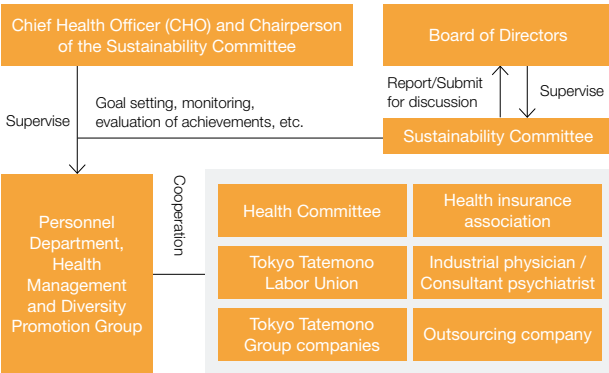 Chief Health Officer (CHO) and Chairperson
of the Sustainability Committee
Board of Directors
Report/Submit
for discussion
Supervise
Goal setting, monitoring,
evaluation of achievements, etc.
Supervise
Sustainability Committee
Personnel
Department,
Health
Management
and Diversity
Promotion Group
Cooperation
Health Committee
Health insurance
association
Tokyo Tatemono
Labor Union
Industrial physician /
Consultant psychiatrist
Tokyo Tatemono
Group companies
Outsourcing company